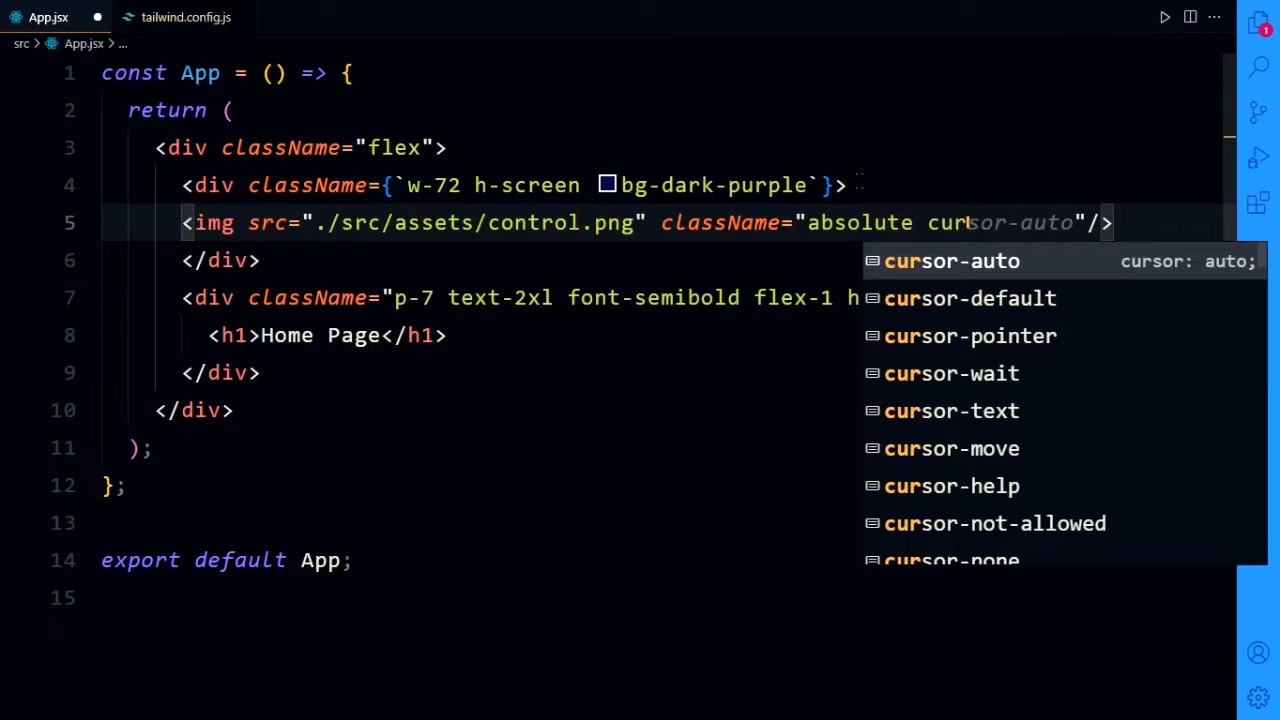 App.jsx
tailwind.config.js
src > App.jsx > ...
1
1 const App = () => {
2 return (
3 <div className="flex">
4 <div className={`w-72 h-screen bg-dark-purple`}>
5 <img src="./src/assets/control.png" className="absolute cursor-auto"/>
cursor-auto cursor: auto;
6 </div>
cursor-default
7 <div className="p-7 text-2xl font-semibold flex-1 h
cursor-pointer
8 <h1>Home Page</h1>
cursor-wait
9 </div>
cursor-text
10 </div>
cursor-move
11 );
cursor-help
12 };
cursor-not-allowed
13
cursor-none
14 export default App;
15